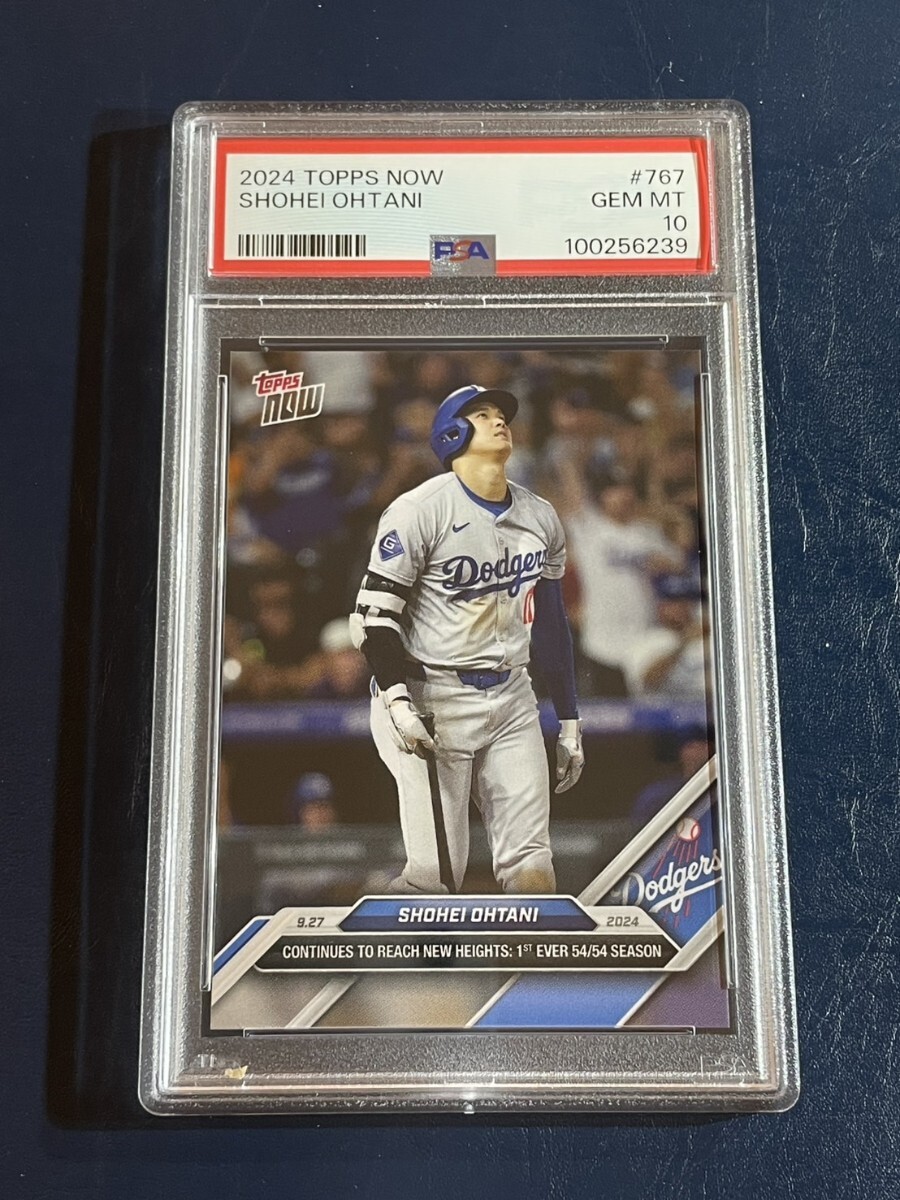 2024 TOPPS NOW #767
SHOHEI OHTANI GEM MT
10
PSA 100256239
Topps
NOW
G
Dodgers
Dodgers
SHOHEI OHTANI
9.27 2024
CONTINUES TO REACH NEW HEIGHTS: 1ST EVER 54/54 SEASON